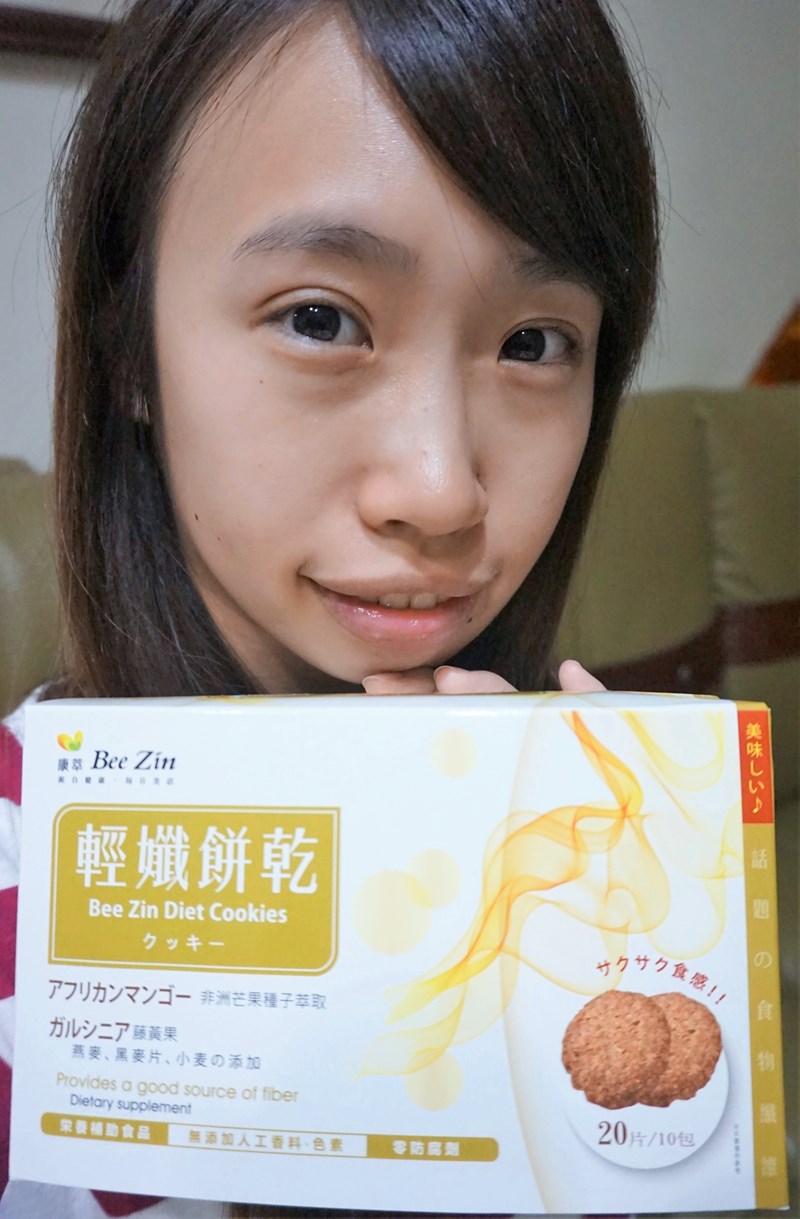 康萃 Bee Zin
輕孅餅乾
Bee Zin Diet Cookies
クッキー
アフリカンマンゴー 非洲芒果種子萃取
ガルシニア 藤黃果
燕麥、黑麥片、小麦の添加
Provides a good source of fiber
Dietary supplement
栄養補助食品 無添加人工香料·色素 零防腐劑
サクサク食感!!
20片/10包
美味しい♪
話題の食物纖維